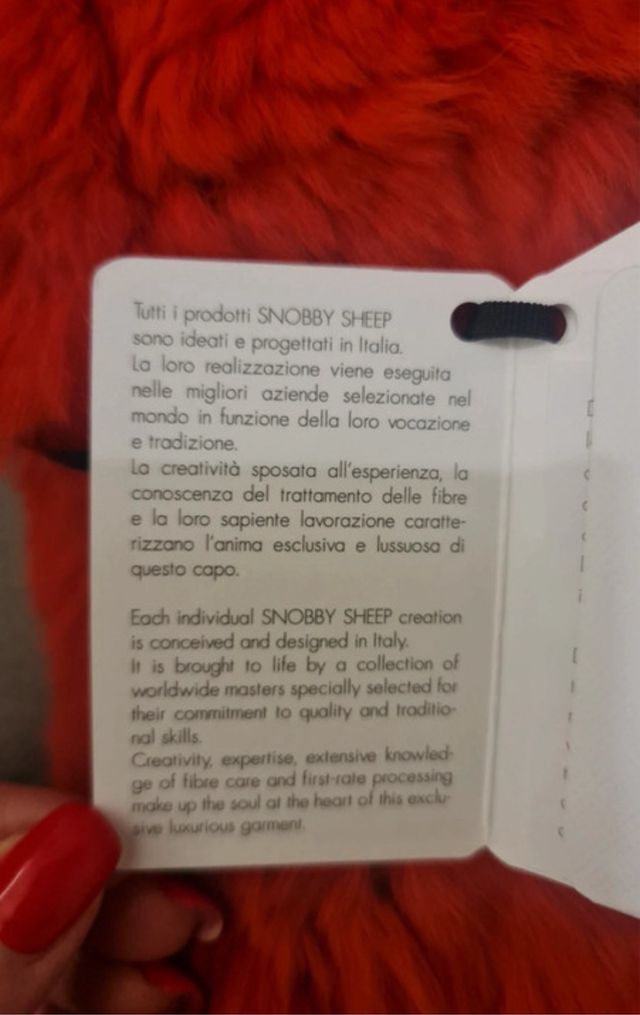 Tutti i prodotti SNOBBY SHEEP
sono ideati e progettati in Italia.
La loro realizzazione viene eseguita
nelle migliori aziende selezionate nel
mondo in funzione della loro vocazione
e tradizione.
La creatività sposata all'esperienza, la
conoscenza del trattamento delle fibre
e la loro sapiente lavorazione caratte-
rizzano l'anima esclusiva e lussuosa di
questo capo.
Each individual SNOBBY SHEEP creation
is conceived and designed in Italy.
It is brought to life by a collection of
worldwide masters specially selected for
their commitment to quality and traditio-
nal skills.
Creativity, expertise, extensive knowled-
ge of fibre care and first-rate processing
make up the soul at the heart of this exclu-
sive luxurious garment.